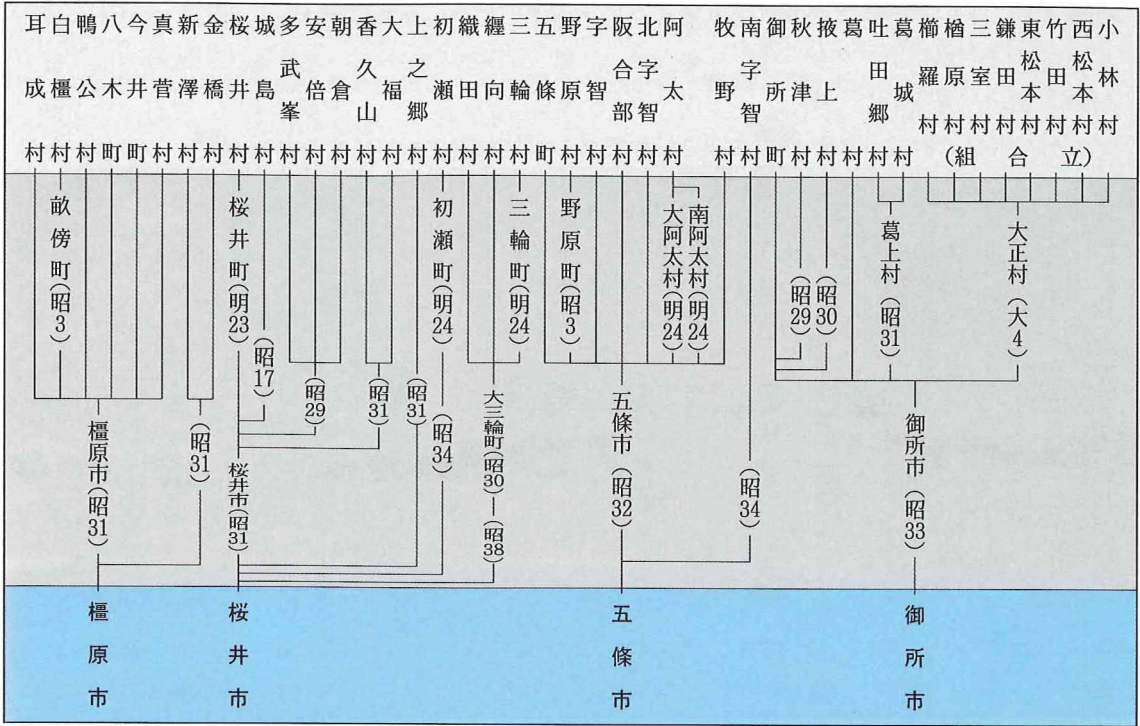 耳成村
白橿村
鴨公村
八木町
今井町
真菅村
新澤村
金橋村
桜井村
城島村
多武峯村
安倍村
朝倉村
香久山村
大福村
上之郷村
初瀬村
織田村
纒向村
三輪村
五條町
野原村
字智村
阪合部村
北字智村
阿太村
牧野村
南字智村
御所町
秋津村
掖上村
葛村
吐田郷村
葛城村
櫛羅村
楢原村
三室村
鎌田村
東松本村
竹田村
西松本村
小林村
(組合立)
畝傍町(昭3)
桜井町(明23)
初瀬町(明24)
三輪町(明24)
野原町(昭3)
大阿太村(明24)
南阿太村(明24)
(昭29)
(昭30)
葛上村(昭31)
大正村(大4)
橿原市(昭31)
(昭31)
(昭17)
(昭29)
(昭31)
(昭31)
(昭34)
桜井市(昭31)
大三輪町(昭30)
(昭38)
五條市(昭32)
(昭34)
御所市(昭33)
橿原市
桜井市
五條市
御所市